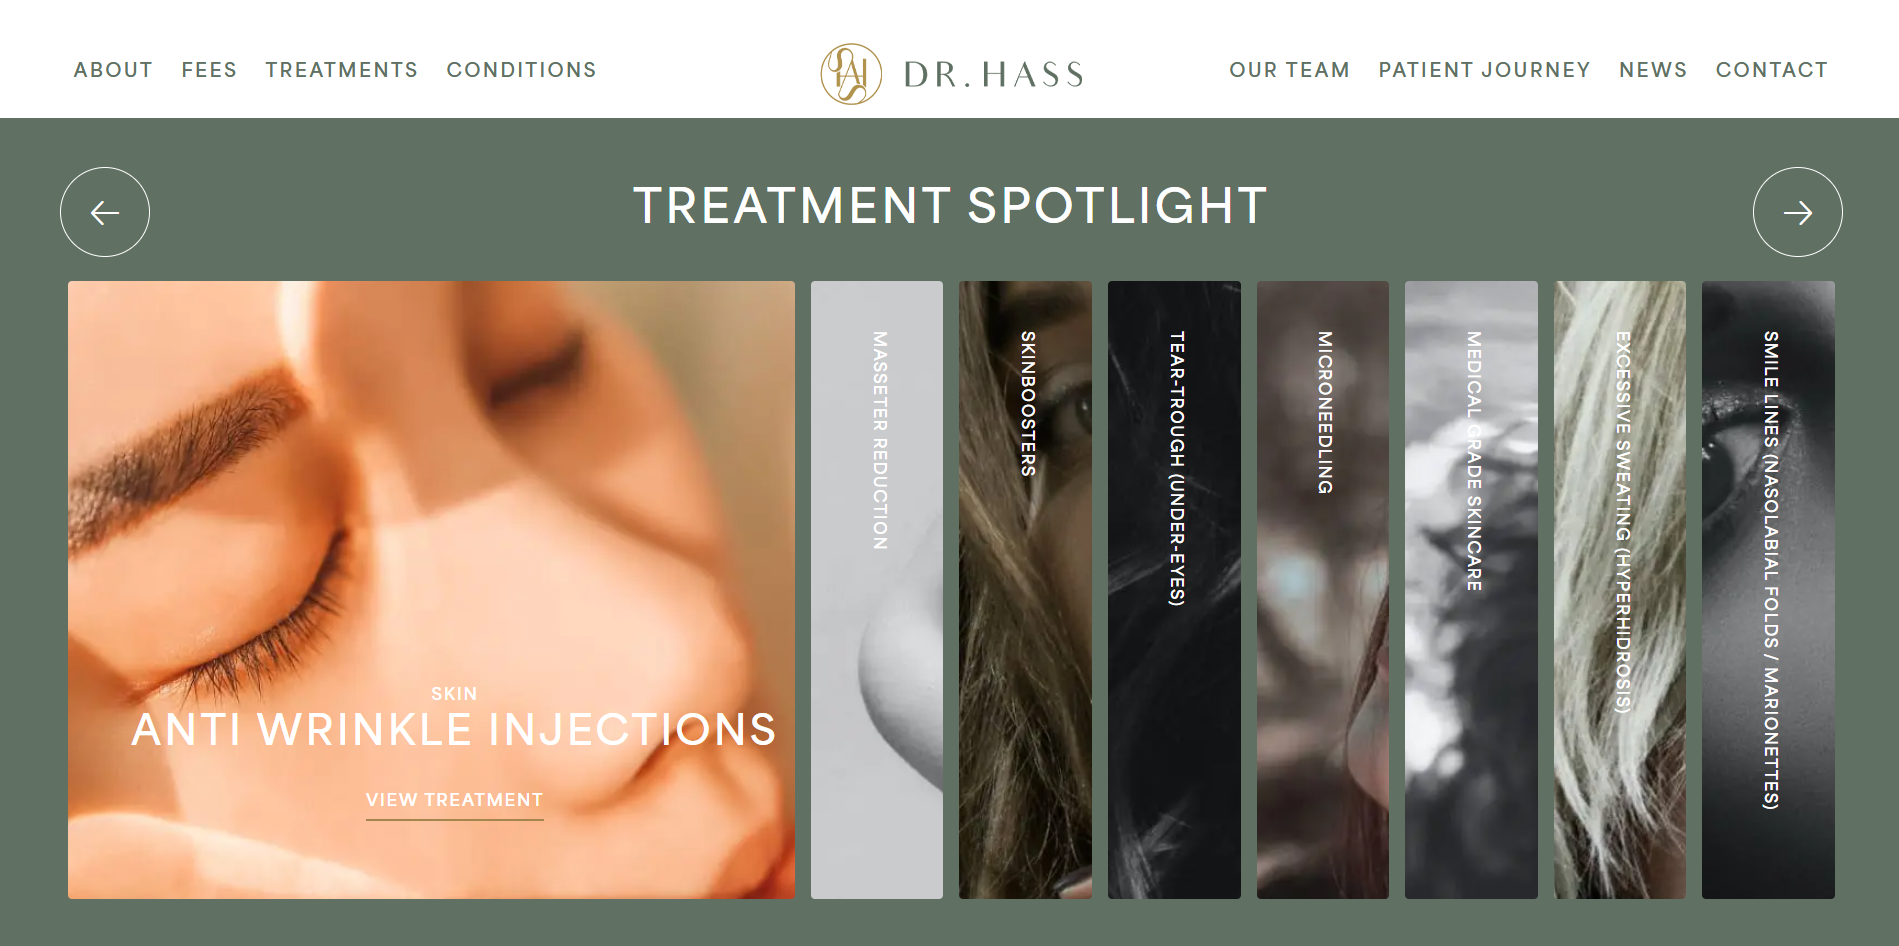 ABOUT FEES TREATMENTS CONDITIONS
DR. HASS
OUR TEAM PATIENT JOURNEY NEWS CONTACT
TREATMENT SPOTLIGHT
SKIN
ANTI WRINKLE INJECTIONS
VIEW TREATMENT
MASSETER REDUCTION
SKINBOOSTERS
TEAR-TROUGH (UNDER-EYES)
MICRONEEDLING
MEDICAL GRADE SKINCARE
EXCESSIVE SWEATING (HYPERHIDROSIS)
SMILE LINES (NASOLABIAL FOLDS / MARIONETTES)